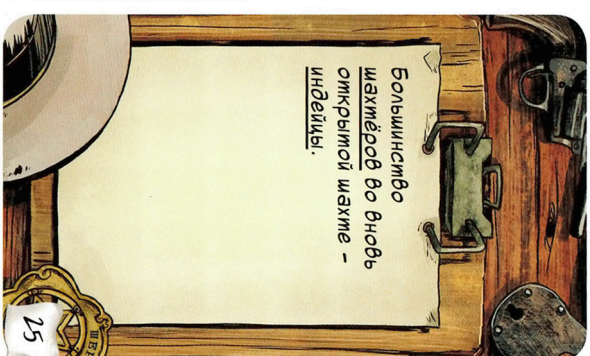 Большинство
шахтёров во вновь
открытой шахте –
индейцы.
25